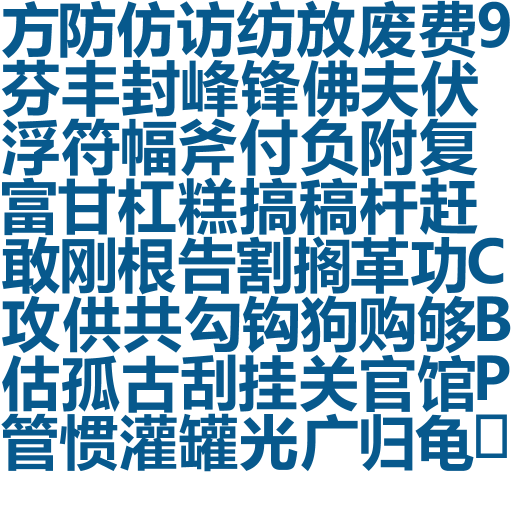 方防仿访纺放废费9
芬丰封峰锋佛夫伏
浮符幅斧付负附复
富甘杠糕搞稿杆赶
敢刚根告割搁革功C
攻供共勾钩狗购够B
估孤古刮挂关官馆P
管惯灌罐光广归龟